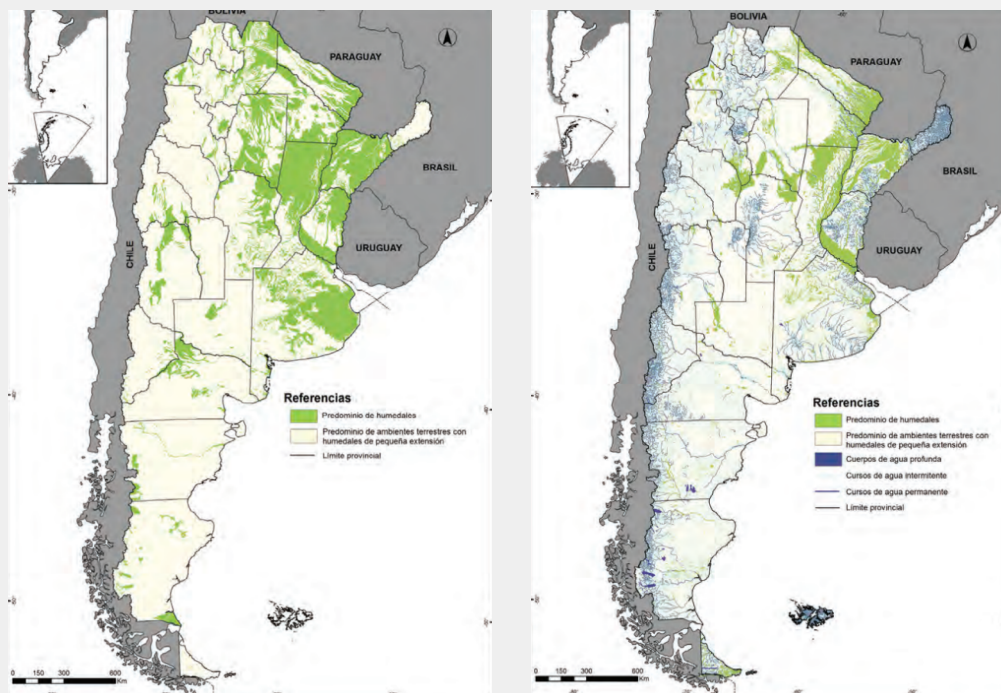 BOLIVIA
PARAGUAY
BRASIL
CHILE
URUGUAY
Referencias
Predominio de humedales
Predominio de ambientes terrestres con
humedales de pequeña extensión
Límite provincial
0 150 300 600
Km
BOLIVIA
PARAGUAY
BRASIL
CHILE
URUGUAY
Referencias
Predominio de humedales
Predominio de ambientes terrestres con
humedales de pequeña extensión
Cuerpos de agua profunda
Cursos de agua intermitente
Cursos de agua permanente
Límite provincial
0 150 300 600
Km